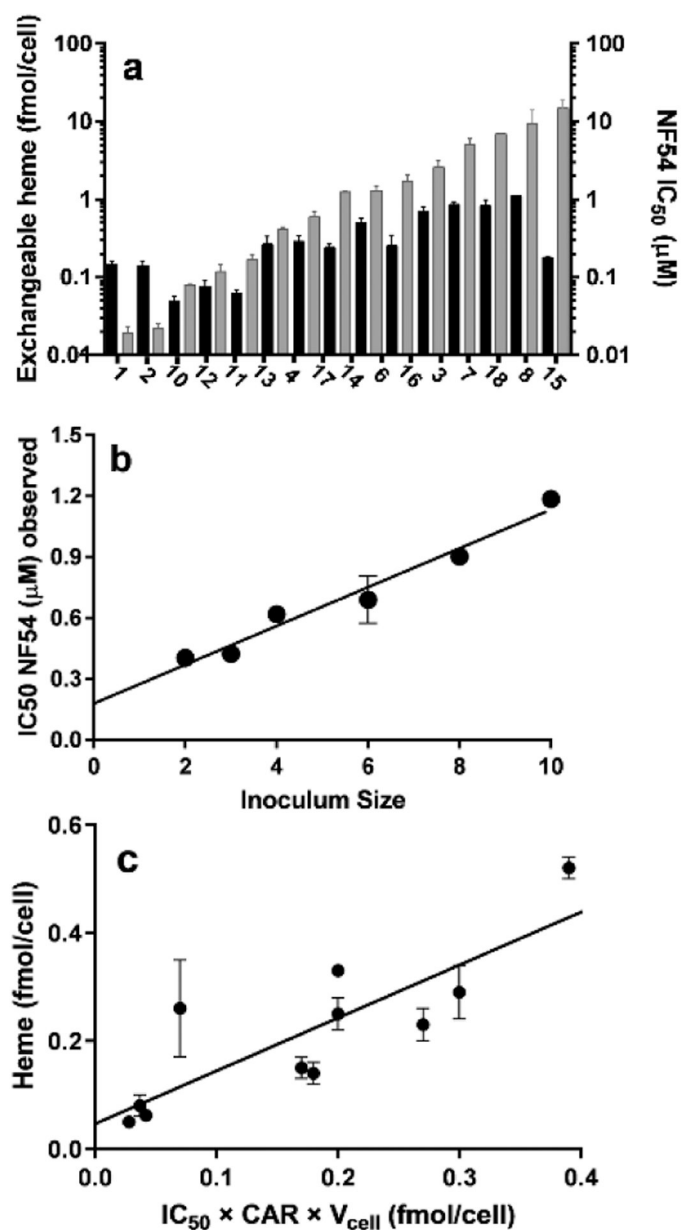 a
Exchangeable heme (fmol/cell)
100
10
1
0.1
0.04
100
10
1
0.1
0.01
NF54 IC50 (μM)
1 2 10 12 11 13 4 17 14 6 16 3 7 18 8 15
b
IC50 NF54 (μM) observed
1.5
1.2
0.9
0.6
0.3
0.0
0 2 4 6 8 10
Inoculum Size
c
Heme (fmol/cell)
0.6
0.4
0.2
0.0
0.0 0.1 0.2 0.3 0.4
IC50 × CAR × Vcell (fmol/cell)